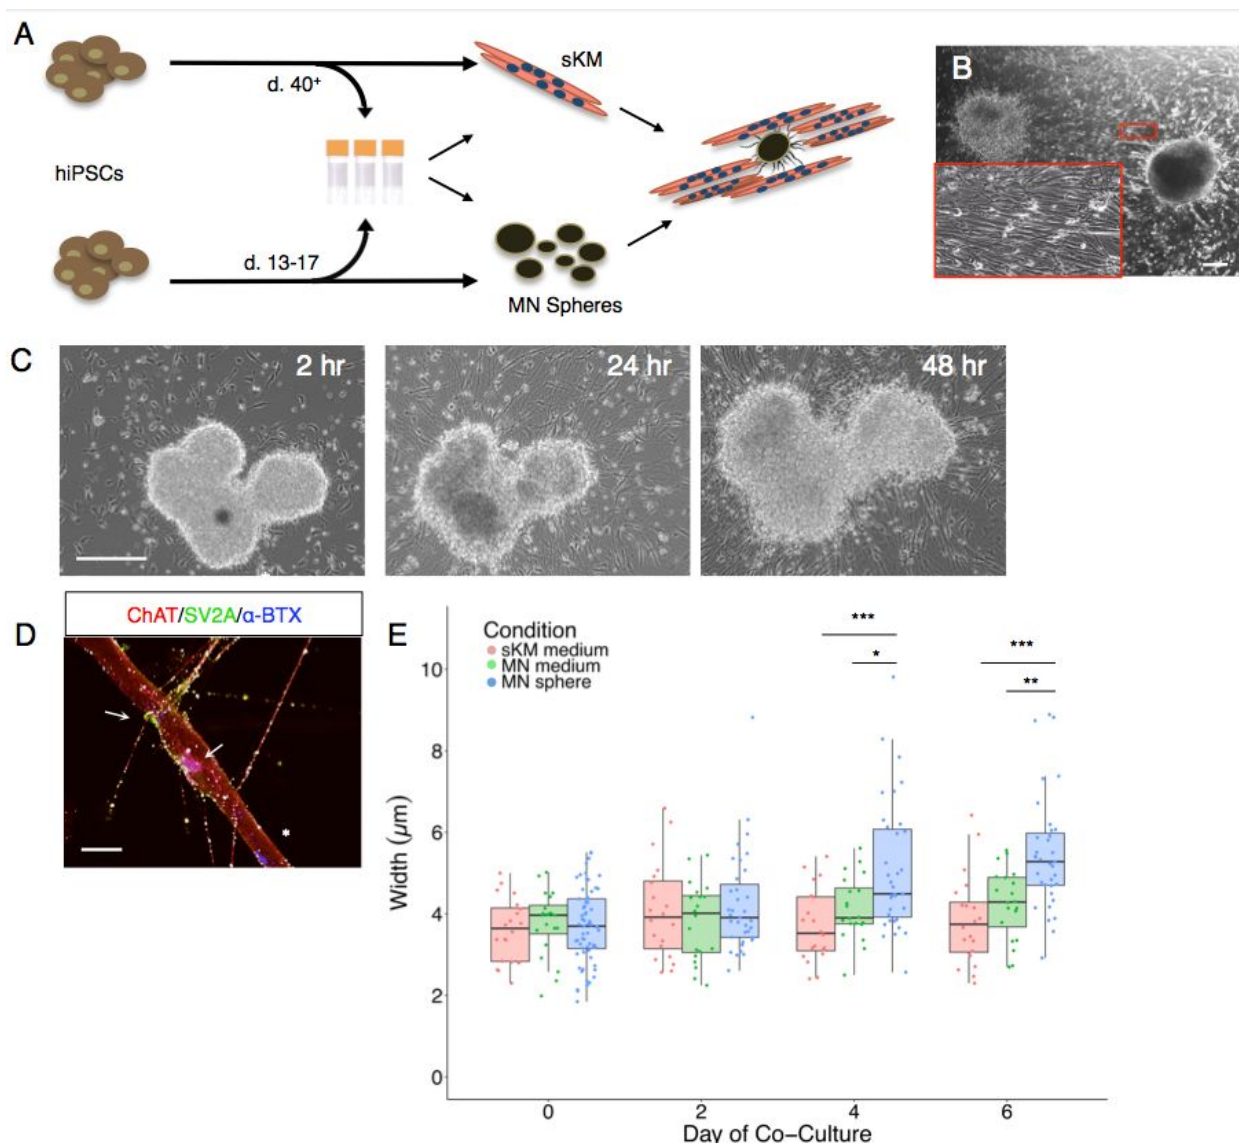 A
hiPSCs
d. 40⁺
d. 13-17
sKM
MN Spheres
B
C
2 hr
24 hr
48 hr
D
ChAT/SV2A/α-BTX
*
E
Condition
sKM medium
MN medium
MN sphere
***
*
***
**
Width (µm)
10
8
6
4
2
0
0
2
4
6
Day of Co-Culture